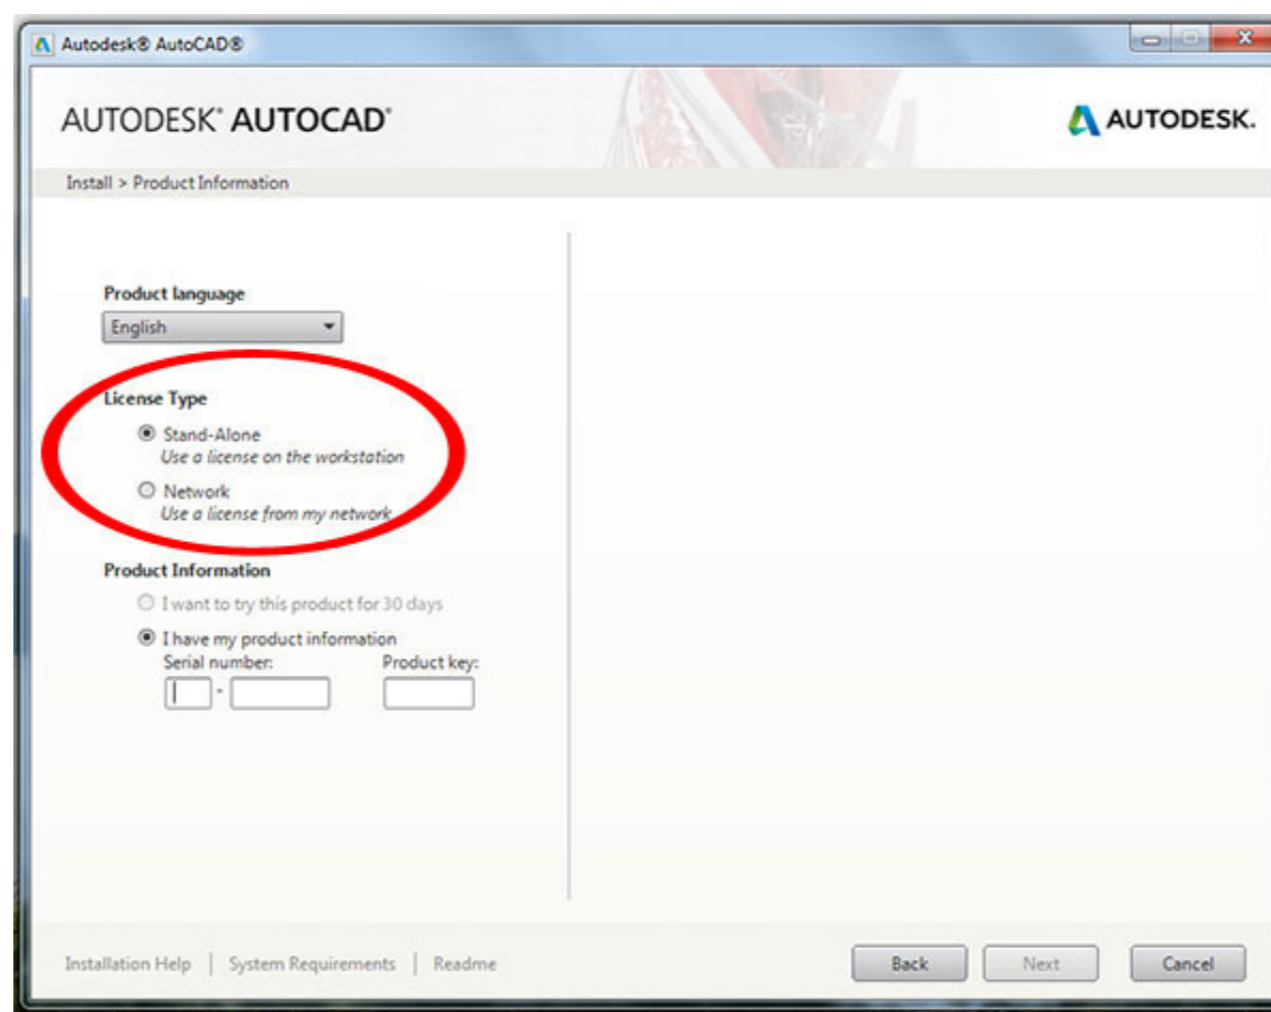 Autodesk® AutoCAD®
AUTODESK® AUTOCAD®
AUTODESK.
Install > Product Information
Product language
English
License Type
Stand-Alone
Use a license on the workstation
Network
Use a license from my network
Product Information
I want to try this product for 30 days
I have my product information
Serial number: Product key:
-
Installation Help | System Requirements | Readme
Back Next Cancel